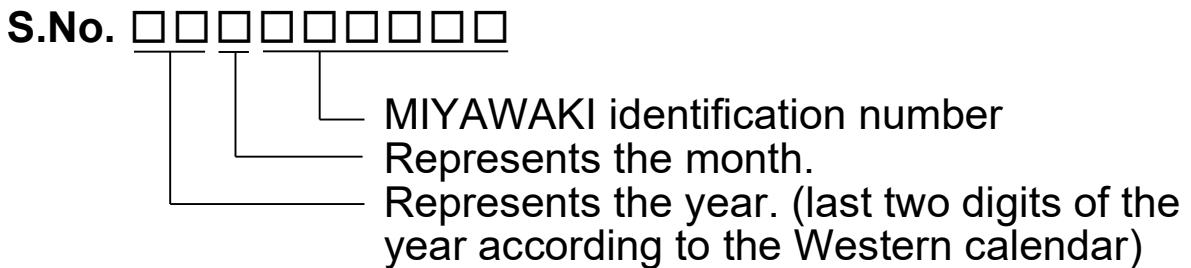 S.No. □□□□□□□□□
MIYAWAKI identification number
Represents the month.
Represents the year. (last two digits of the
year according to the Western calendar)